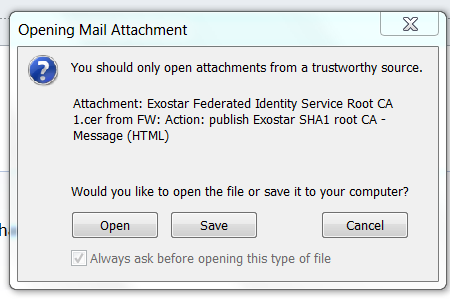 Opening Mail Attachment
You should only open attachments from a trustworthy source.
Attachment: Exostar Federated Identity Service Root CA
1.cer from FW: Action: publish Exostar SHA1 root CA -
Message (HTML)
Would you like to open the file or save it to your computer?
Open Save Cancel
Always ask before opening this type of file